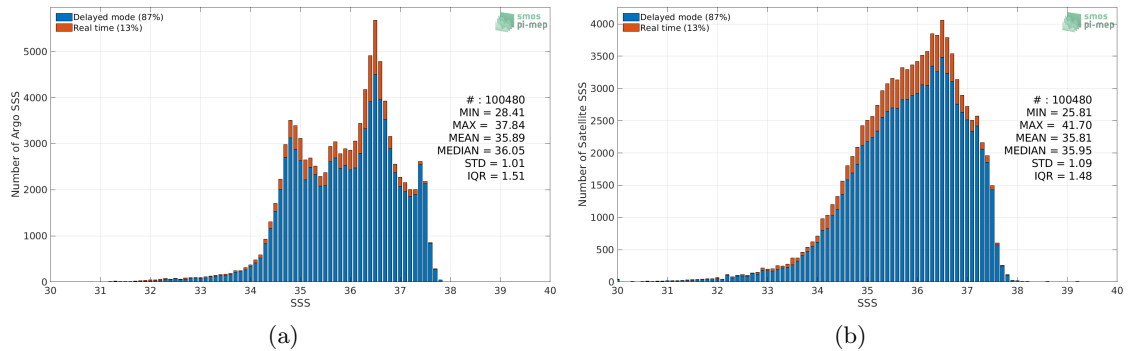 Delayed mode (87%)
Real time (13%)
smos
pi-mep
Number of Argo SSS
5000
4000
3000
2000
1000
0
# : 100480
MIN = 28.41
MAX = 37.84
MEAN = 35.89
MEDIAN = 36.05
STD = 1.01
IQR = 1.51
30 31 32 33 34 35 36 37 38 39 40
SSS
(a)
Delayed mode (87%)
Real time (13%)
smos
pi-mep
Number of Satellite SSS
4000
3500
3000
2500
2000
1500
1000
500
0
# : 100480
MIN = 25.81
MAX = 41.70
MEAN = 35.81
MEDIAN = 35.95
STD = 1.09
IQR = 1.48
30 31 32 33 34 35 36 37 38 39 40
SSS
(b)